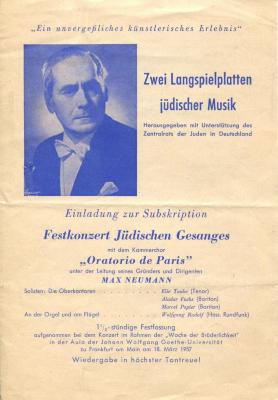 „Ein unvergeßliches künstlerisches Erlebnis“
Zwei Langspielplatten
jüdischer Musik
Herausgegeben mit Unterstützung des
Zentralrats der Juden in Deutschland
Einladung zur Subskription
Festkonzert Jüdischen Gesanges
mit dem Kammerchor
„Oratorio de Paris“
unter der Leitung seines Gründers und Dirigenten
MAX NEUMANN
Solisten: Die Oberkantoren . . . . . . . . Elie Taube (Tenor)
Aladar Fuchs (Bariton)
Marcel Popier (Bariton)
An der Orgel und am Flügel . . . . . . . . Wolfgang Rudolf (Hess. Rundfunk)
1½-stündige Festfassung
aufgenommen bei dem Konzert im Rahmen der „Woche der Brüderlichkeit“
in der Aula der Johann Wolfgang Goethe-Universität
zu Frankfurt am Main am 18. März 1957
Wiedergabe in höchster Tontreue!